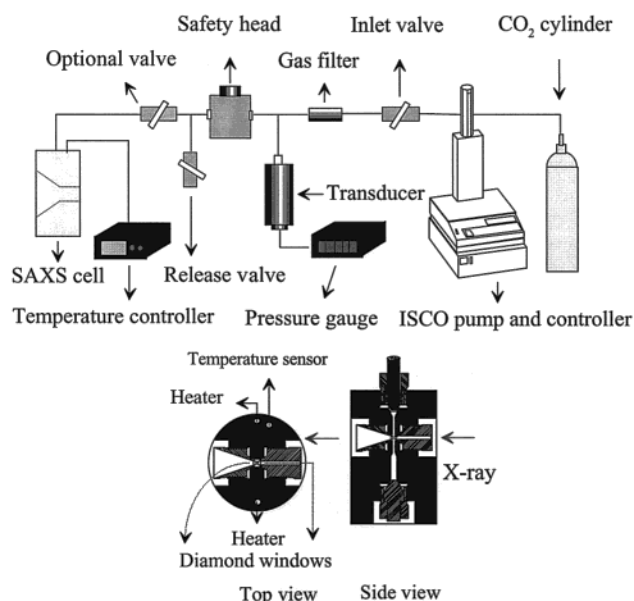 Safety head
Inlet valve
CO₂ cylinder
Optional valve
Gas filter
Transducer
SAXS cell
Release valve
Temperature controller
Pressure gauge
ISCO pump and controller
Temperature sensor
Heater
X-ray
Heater
Diamond windows
Top view
Side view